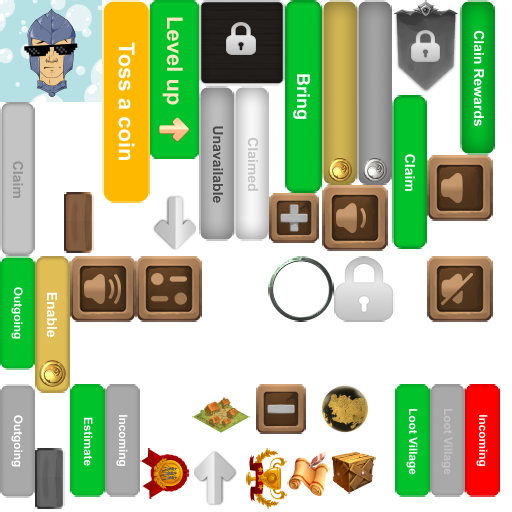 Toss a coin
Level up
Bring
Clain Rewards
Claim
Unavailable
Claimed
Claim
Outgoing
Enable
Outgoing
Estimate
Incoming
Loot Village
Loot Village
Incoming